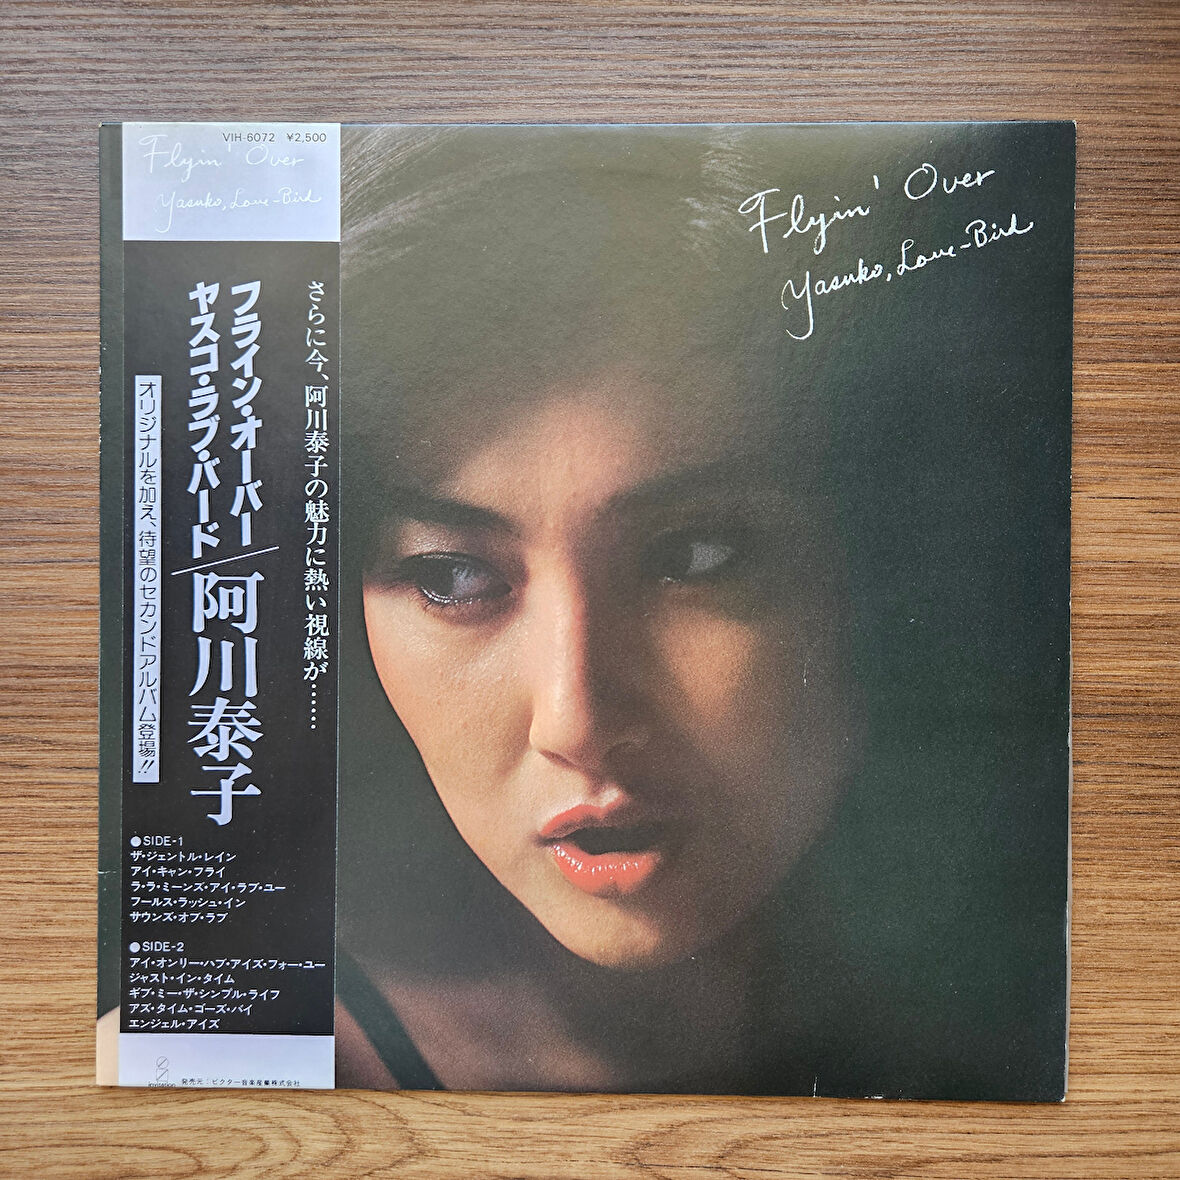 VIH-6072 ¥2,500
Flyin' Over
Yasuko, Love-Bird
さらに今、阿川泰子の魅力に熱い視線が……
フライン・オーバー
ヤスコ・ラブ・バード/阿川泰子
オリジナルを加え、待望のセカンドアルバム登場!!
●SIDE-1
ザ・ジェントル・レイン
アイ・キャン・フライ
ラ・ラ・ミーンズ・アイ・ラブ・ユー
フールス・ラッシュ・イン
サウンズ・オブ・ラブ
●SIDE-2
アイ・オンリー・ハブ・アイズ・フォー・ユー
ジャスト・イン・タイム
ギブ・ミー・ザ・シンプル・ライフ
アズ・タイム・ゴーズ・バイ
エンジェル・アイズ
invitation
発売元:ビクター音楽産業株式会社
Flyin' Over
Yasuko, Love-Bird